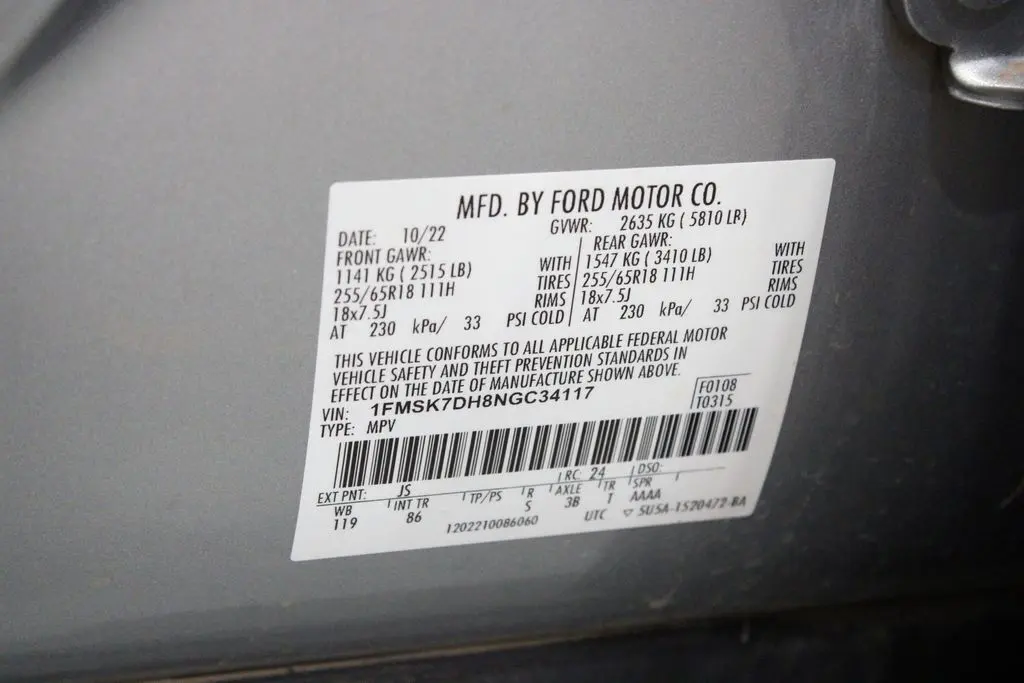 MFD. BY FORD MOTOR CO.
DATE: 10/22 GVWR: 2635 KG ( 5810 LB)
FRONT GAWR: REAR GAWR:
1141 KG ( 2515 LB) WITH 1547 KG ( 3410 LB) WITH
255/65R18 111H TIRES 255/65R18 111H TIRES
18x7.5J RIMS 18x7.5J RIMS
AT 230 kPa/ 33 PSI COLD AT 230 kPa/ 33 PSI COLD
THIS VEHICLE CONFORMS TO ALL APPLICABLE FEDERAL MOTOR
VEHICLE SAFETY AND THEFT PREVENTION STANDARDS IN
EFFECT ON THE DATE OF MANUFACTURE SHOWN ABOVE.
VIN: 1FMSK7DH8NGC34117 F0108
TYPE: MPV T0315
EXT PNT: JS RC: 24 DSO:
WB INT TR TP/PS R AXLE TR SPR
119 86 S 3B 1 AAAA
1202210086060 UTC ▽ 5U5A-1520472-BA